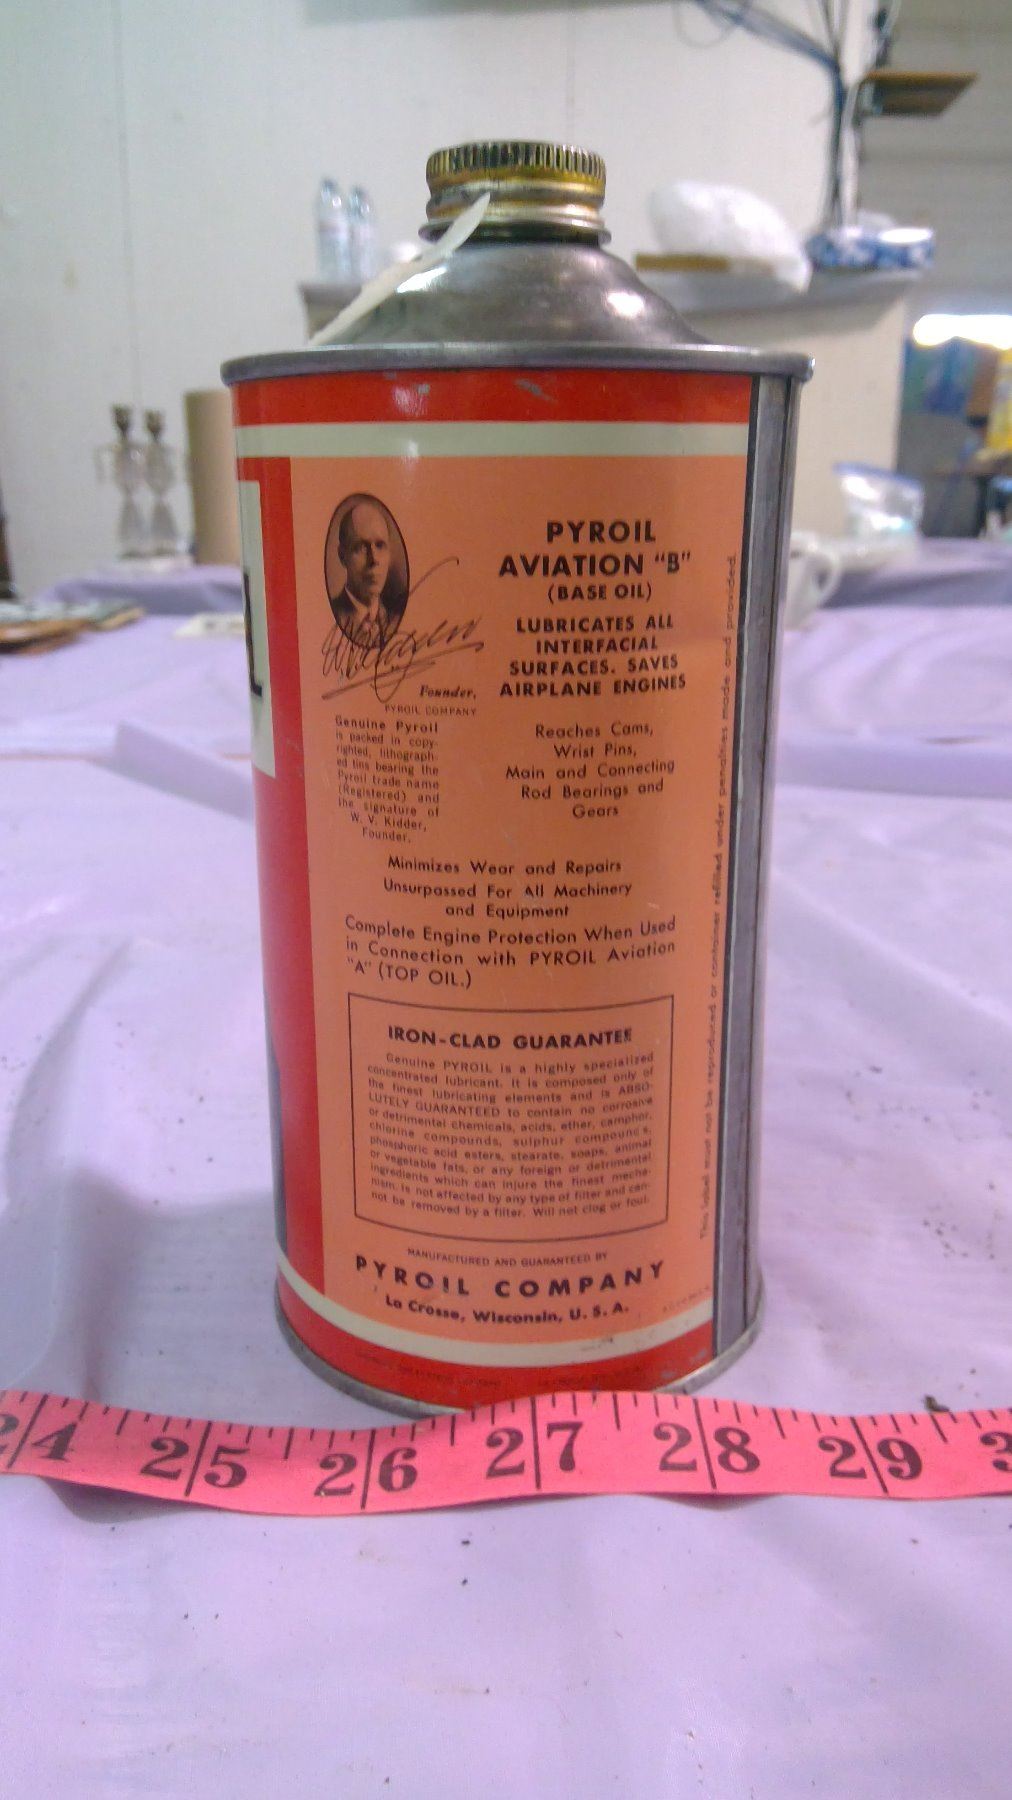 PYROIL
AVIATION "B"
(BASE OIL)
LUBRICATES ALL
INTERFACIAL
SURFACES. SAVES
AIRPLANE ENGINES
Founder,
PYROIL COMPANY
Genuine Pyroil
is packed in copy-
righted, lithograph-
ed tins bearing the
Pyroil trade name
(Registered) and
the signature of
W. V. Kidder,
Founder.
Reaches Cams,
Wrist Pins,
Main and Connecting
Rod Bearings and
Gears
Minimizes Wear and Repairs
Unsurpassed For All Machinery
and Equipment
Complete Engine Protection When Used
in Connection with PYROIL Aviation
"A" (TOP OIL.)
IRON-CLAD GUARANTEE
Genuine PYROIL is a highly specialized
concentrated lubricant. It is composed only of
the finest lubricating elements and is ABSO-
LUTELY GUARANTEED to contain no corrosive
or detrimental chemicals, acids, ether, camphor,
chlorine compounds, sulphur compounds,
phosphoric acid esters, stearate, soaps, animal
or vegetable fats, or any foreign or detrimental
ingredients which can injure the finest mecha-
nism. Is not affected by any type of filter and can-
not be removed by a filter. Will not clog or foul.
MANUFACTURED AND GUARANTEED BY
PYROIL COMPANY
La Crosse, Wisconsin, U. S. A.
This label must not be reproduced or container refilled under penalties made and provided.
24 25 26 27 28 29 3